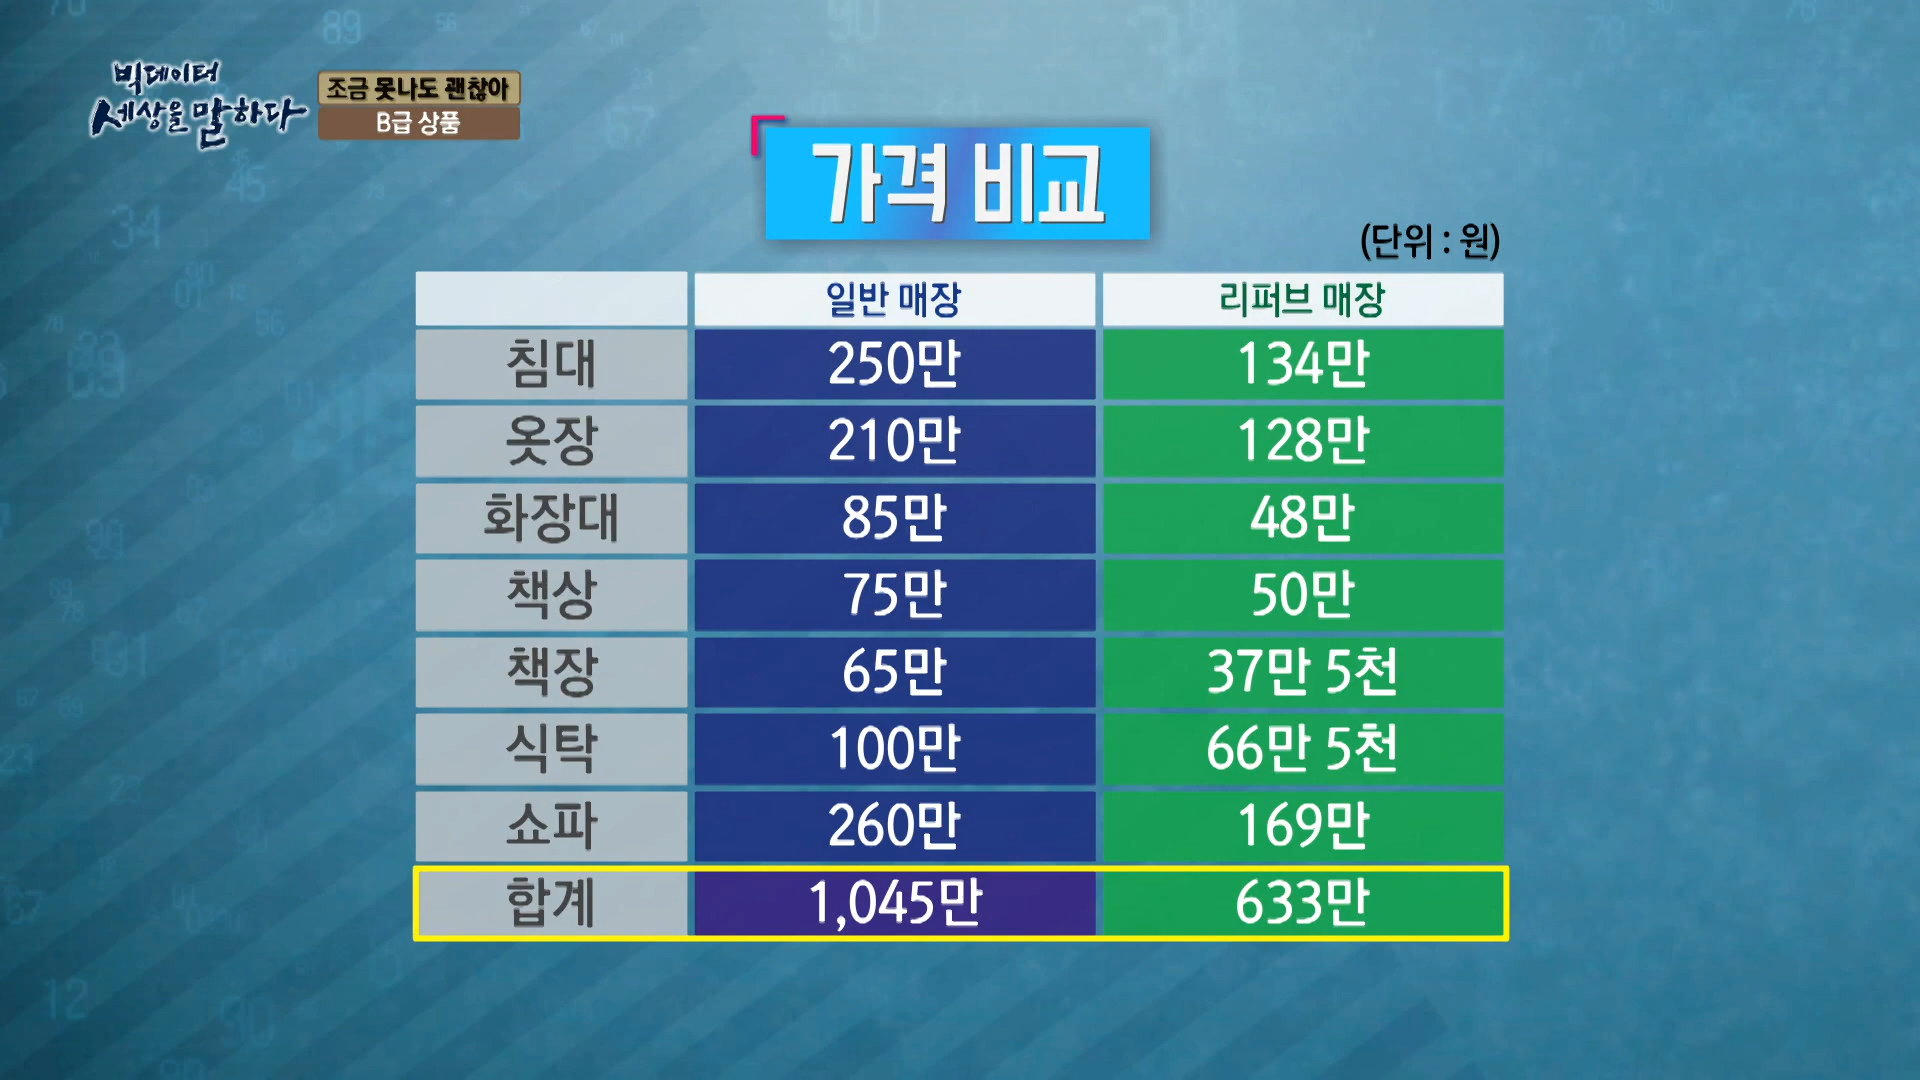 빅데이터
세상을 말하다
조금 못나도 괜찮아
B급 상품
가격 비교
(단위 : 원)
일반 매장 리퍼브 매장
침대 250만 134만
옷장 210만 128만
화장대 85만 48만
책상 75만 50만
책장 65만 37만 5천
식탁 100만 66만 5천
쇼파 260만 169만
합계 1,045만 633만